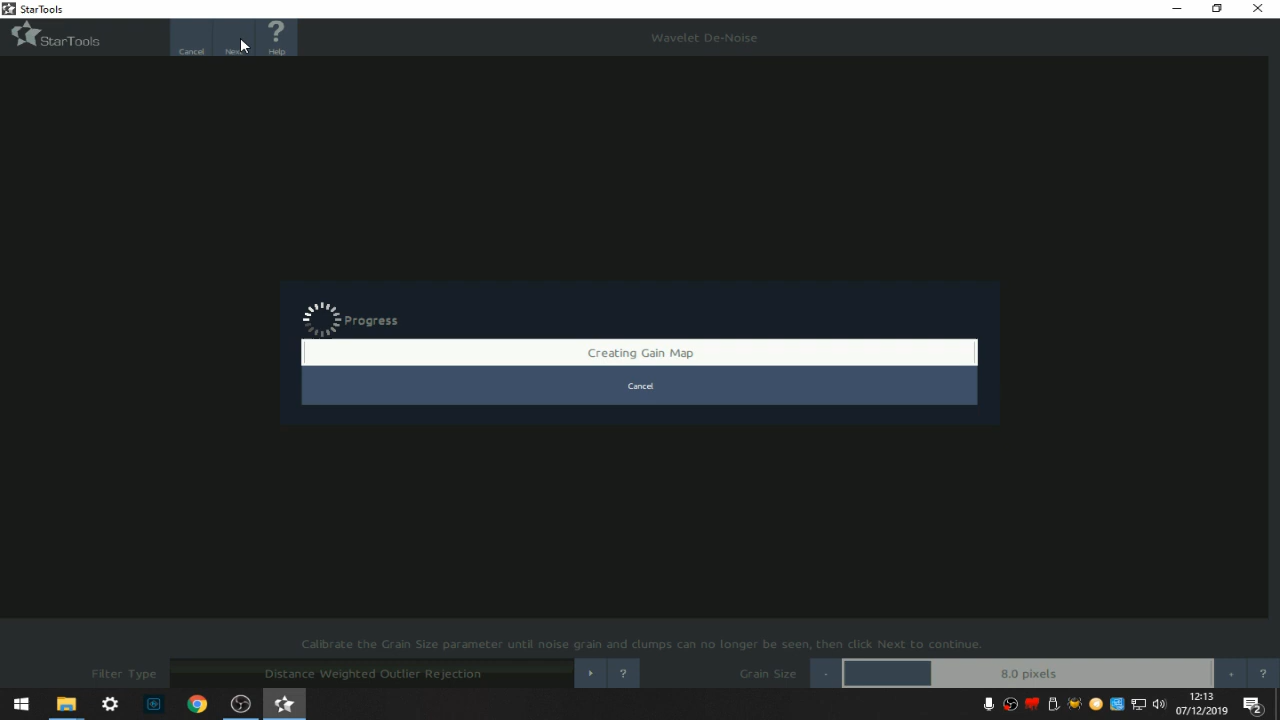 StarTools
StarTools
Cancel
Next
? Help
Wavelet De-Noise
Progress
Creating Gain Map
Cancel
Calibrate the Grain Size parameter until noise grain and clumps can no longer be seen, then click Next to continue.
Filter Type Distance Weighted Outlier Rejection ? Grain Size - 8.0 pixels + ?
12:13
07/12/2019
2